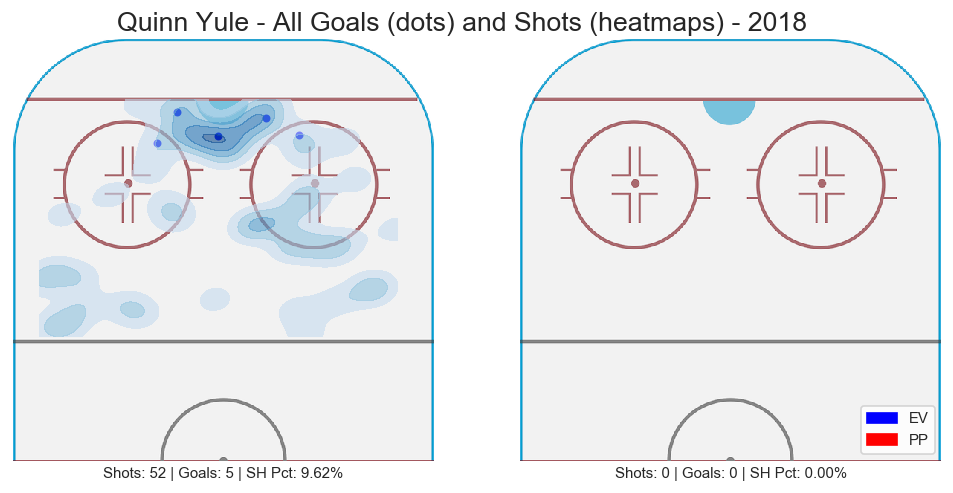 Quinn Yule - All Goals (dots) and Shots (heatmaps) - 2018
EV
PP
Shots: 52 | Goals: 5 | SH Pct: 9.62%
Shots: 0 | Goals: 0 | SH Pct: 0.00%